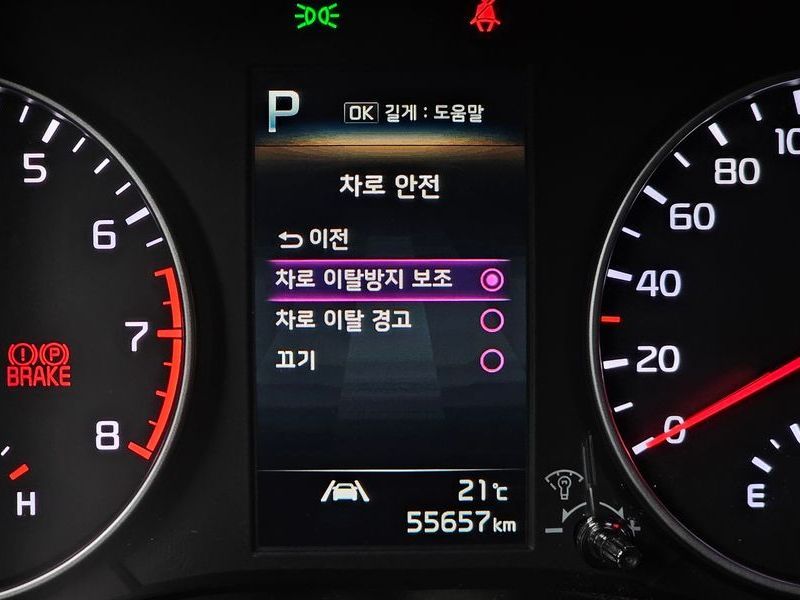 P
OK 길게 : 도움말
차로 안전
이전
차로 이탈방지 보조
차로 이탈 경고
끄기
21℃
55657km
5
6
7
8
(!) (P)
BRAKE
H
10
80
60
40
20
0
E